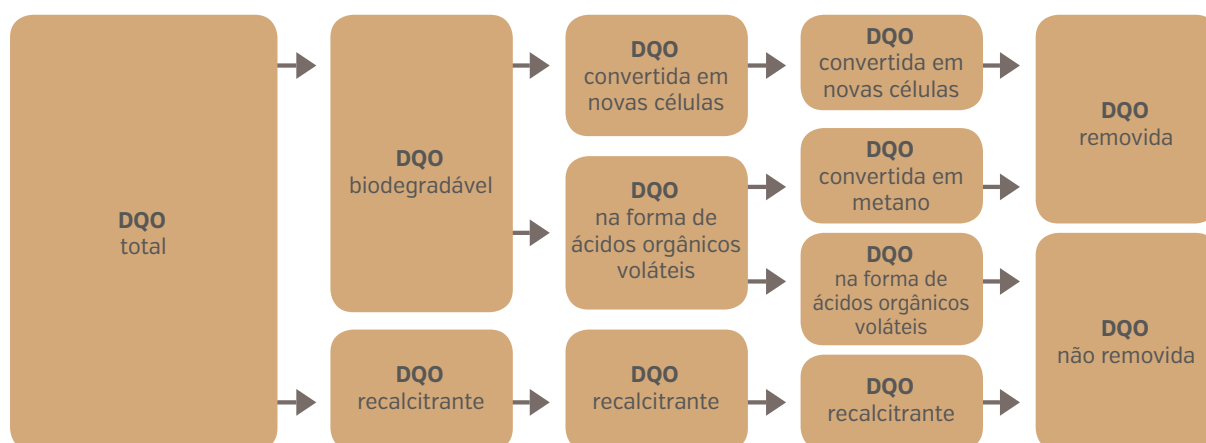 DQO
total
DQO
biodegradável
DQO
recalcitrante
DQO
convertida em
novas células
DQO
na forma de
ácidos orgânicos
voláteis
DQO
recalcitrante
DQO
convertida em
novas células
DQO
convertida em
metano
DQO
na forma de
ácidos orgânicos
voláteis
DQO
recalcitrante
DQO
removida
DQO
não removida